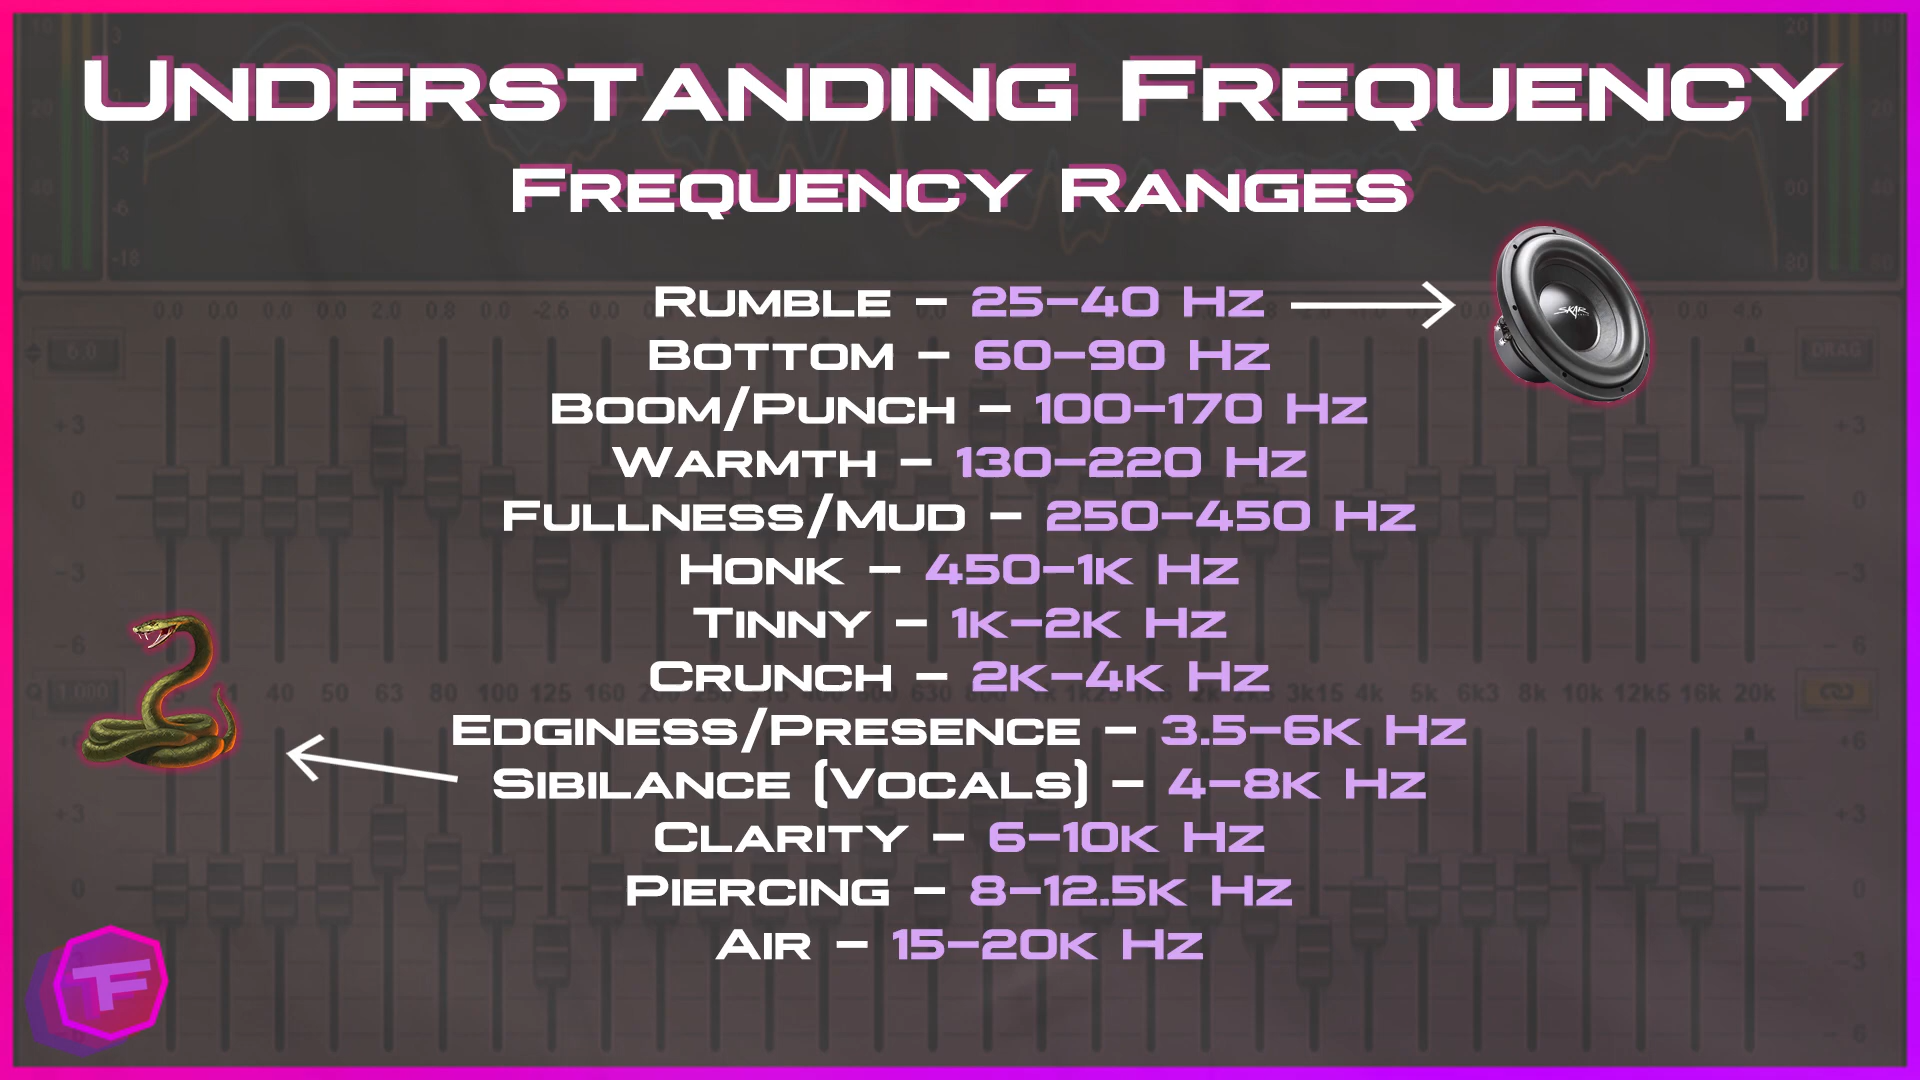 Understanding Frequency
Frequency Ranges
Rumble – 25–40 Hz
Bottom – 60–90 Hz
Boom/Punch – 100–170 Hz
Warmth – 130–220 Hz
Fullness/Mud – 250–450 Hz
Honk – 450–1k Hz
Tinny – 1k–2k Hz
Crunch – 2k–4k Hz
Edginess/Presence – 3.5–6k Hz
Sibilance (Vocals) – 4–8k Hz
Clarity – 6–10k Hz
Piercing – 8–12.5k Hz
Air – 15–20k Hz
SKAR
TF